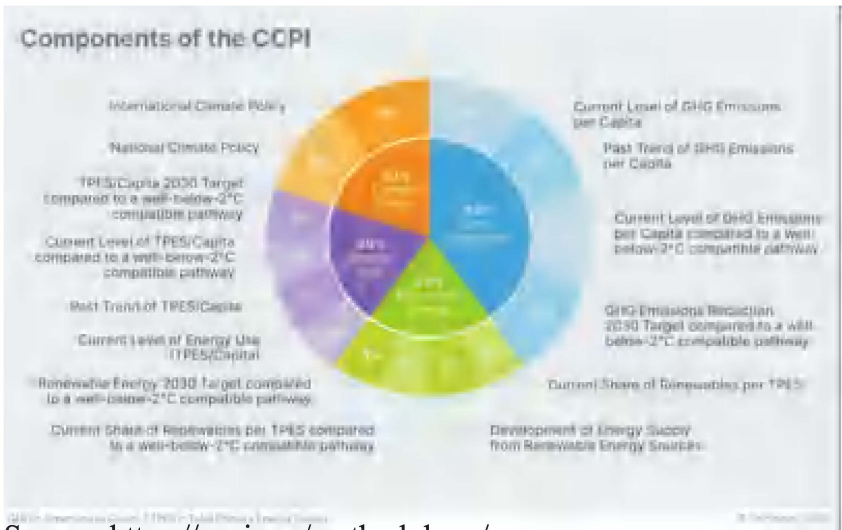 Components of the CCPI
International Climate Policy
National Climate Policy
TPES/Capita 2030 Target
compared to a well-below-2°C
compatible pathway
Current Level of TPES/Capita
compared to a well-below-2°C
compatible pathway
Past Trend of TPES/Capita
Current Level of Energy Use
(TPES/Capita)
Renewable Energy 2030 Target compared
to a well-below-2°C compatible pathway
Current Share of Renewables per TPES compared
to a well-below-2°C compatible pathway
Current Level of GHG Emissions
per Capita
Past Trend of GHG Emissions
per Capita
Current Level of GHG Emissions
per Capita compared to a well-
below-2°C compatible pathway
GHG Emissions Reduction
2030 Target compared to a well-
below-2°C compatible pathway
Current Share of Renewables per TPES
Development of Energy Supply
from Renewable Energy Sources